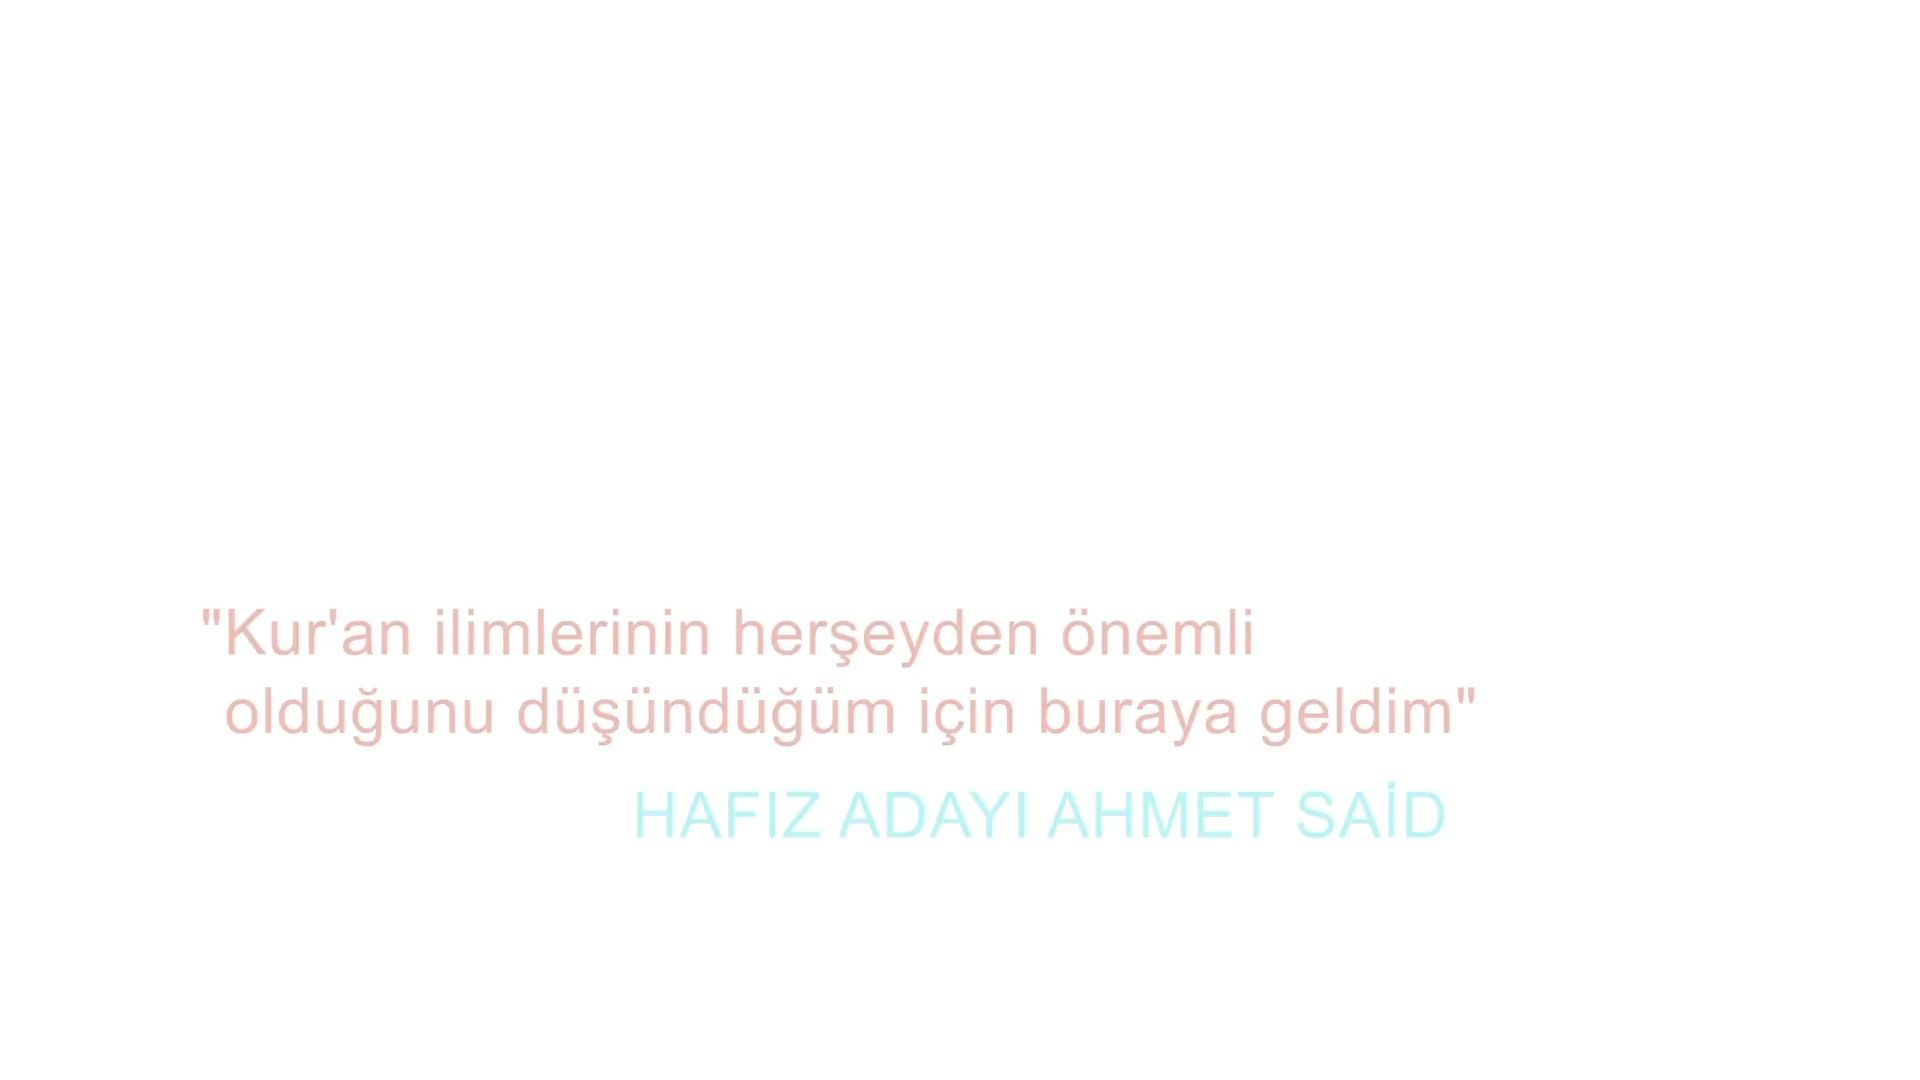 "Kur'an ilimlerinin herşeyden önemli
olduğunu düşündüğüm için buraya geldim"
HAFIZ ADAYI AHMET SAİD